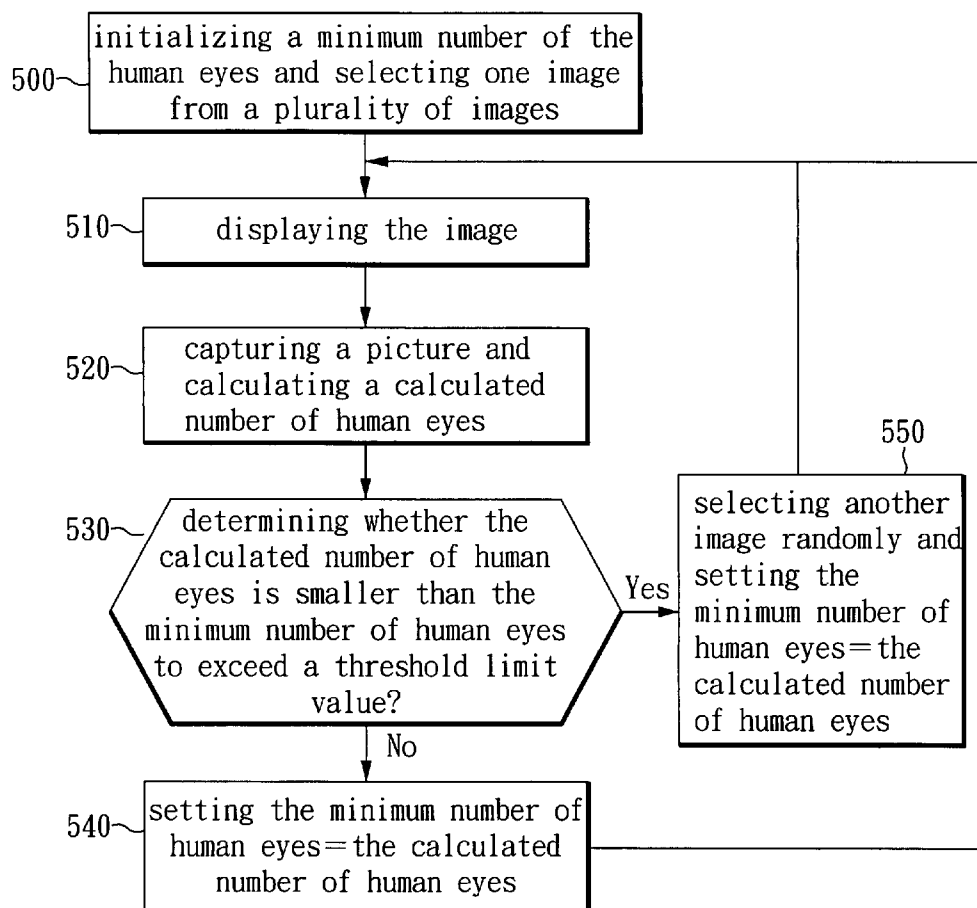 500
initializing a minimum number of the
human eyes and selecting one image
from a plurality of images
510
displaying the image
520
capturing a picture and
calculating a calculated
number of human eyes
530
determining whether the
calculated number of human
eyes is smaller than the
minimum number of human eyes
to exceed a threshold limit
value?
Yes
550
selecting another
image randomly and
setting the
minimum number of
human eyes=the
calculated number
of human eyes
No
540
setting the minimum number of
human eyes=the calculated
number of human eyes